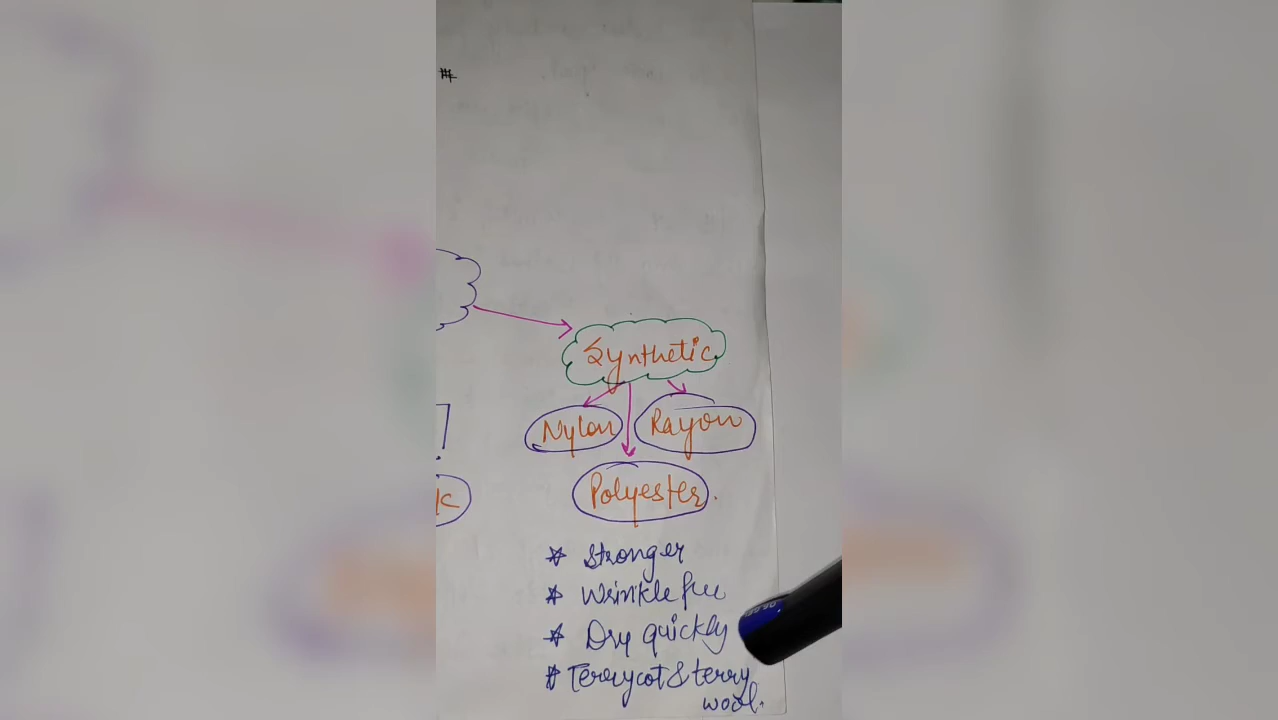 #
Synthetic
Nylon Rayon
!
K
Polyester.
* Stronger
* Wrinkle free
* Dry quickly
* Terrycot & terry
wool.